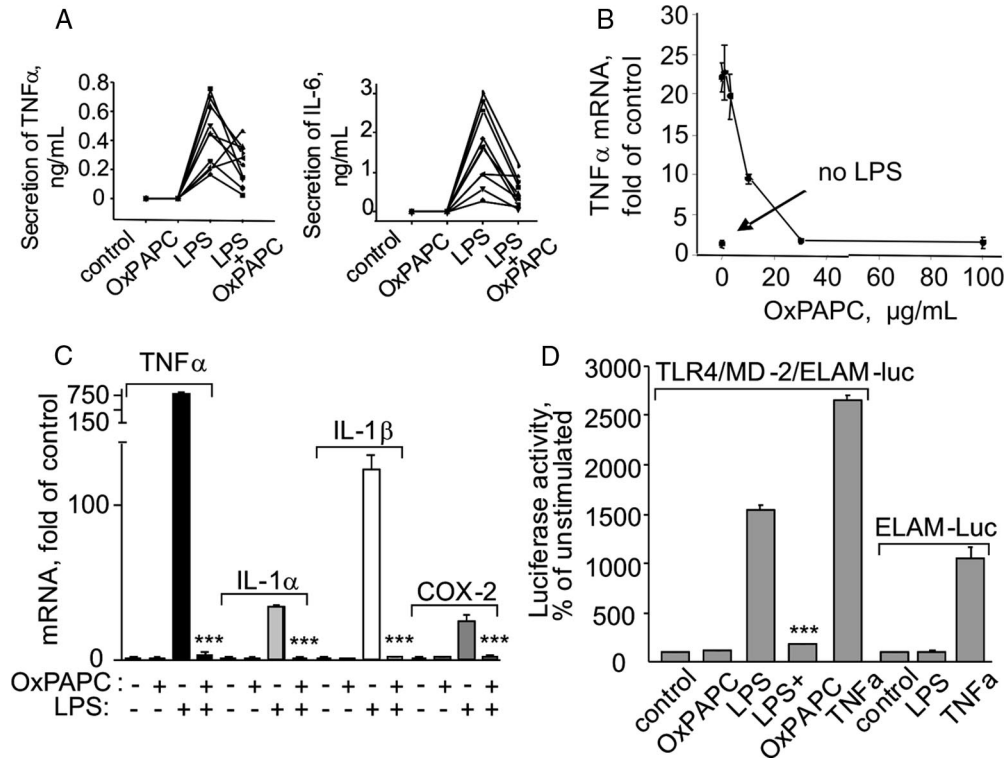 A
Secretion of TNFα,
ng/mL
0.8
0.6
0.4
0.2
0
control
OxPAPC
LPS
LPS
+
OxPAPC
Secretion of IL-6,
ng/mL
3
2
1
0
control
OxPAPC
LPS
LPS
+
OxPAPC
B
TNFα mRNA,
fold of control
25
20
15
10
5
0
no LPS
0 20 40 60 80 100
OxPAPC, µg/mL
C
mRNA, fold of control
750
150
100
0
TNFα
***
IL-1α
***
IL-1β
***
COX-2
***
OxPAPC : - + - + - + - + - + - + - + - +
LPS: - - + + - - + + - - + + - - + +
D
Luciferase activity,
% of unstimulated
3000
2500
2000
1500
1000
500
0
TLR4/MD-2/ELAM-luc
***
ELAM-Luc
control
OxPAPC
LPS
LPS+
OxPAPC
TNFa
control
LPS
TNFa